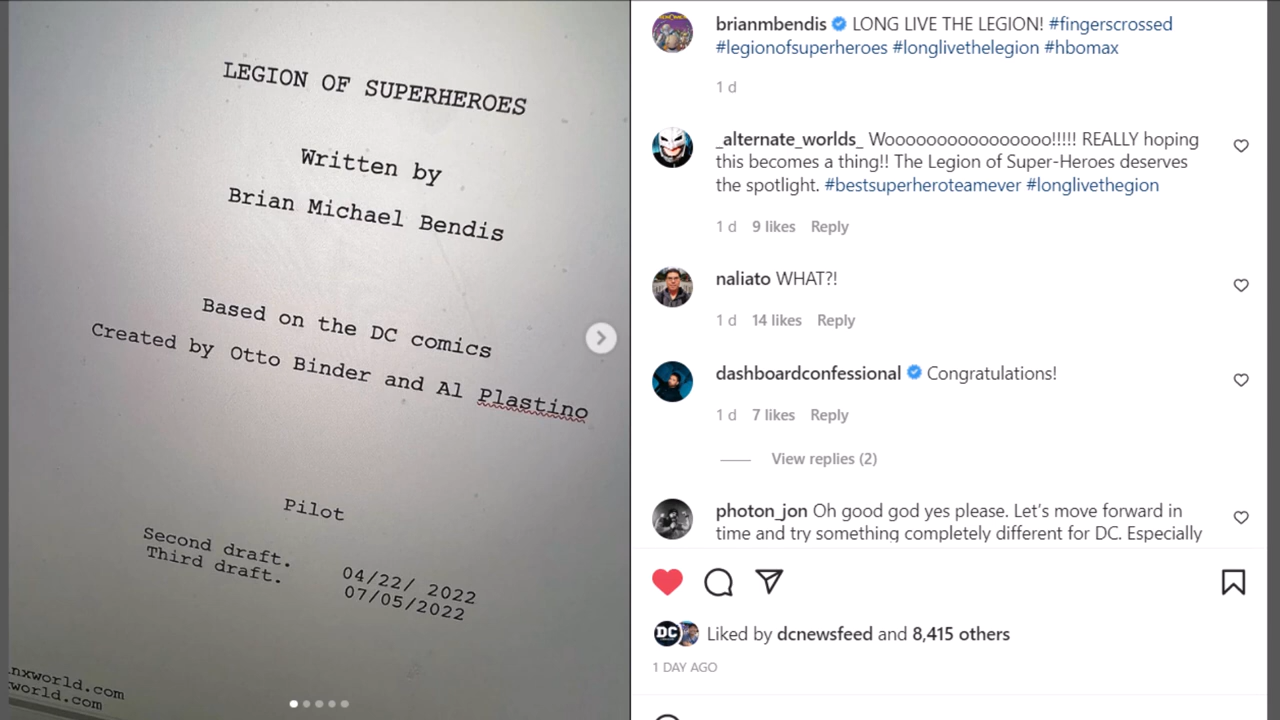 LEGION OF SUPERHEROES
Written by
Brian Michael Bendis
Based on the DC comics
Created by Otto Binder and Al Plastino
Pilot
Second draft. 04/22/ 2022
Third draft. 07/05/2022
nxworld.com
world.com
brianmbendis LONG LIVE THE LEGION! #fingerscrossed
#legionofsuperheroes #longlivethelegion #hbomax
1 d
_alternate_worlds_ Wooooooooooooooo!!!!! REALLY hoping
this becomes a thing!! The Legion of Super-Heroes deserves
the spotlight. #bestsuperheroteamever #longlivethegion
1 d 9 likes Reply
naliato WHAT?!
1 d 14 likes Reply
dashboardconfessional Congratulations!
1 d 7 likes Reply
View replies (2)
photon_jon Oh good god yes please. Let's move forward in
time and try something completely different for DC. Especially
DC
Liked by dcnewsfeed and 8,415 others
1 DAY AGO